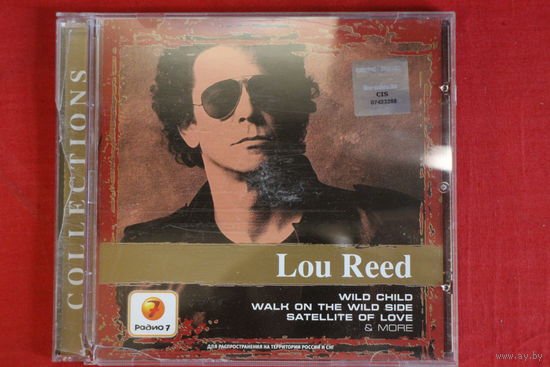 COLLECTIONS
CIS
Lou Reed
WILD CHILD
WALK ON THE WILD SIDE
SATELLITE OF LOVE
& MORE
7
Радио 7
ДЛЯ РАСПРОСТРАНЕНИЯ НА ТЕРРИТОРИИ РОССИИ И СНГ
www.ay.by